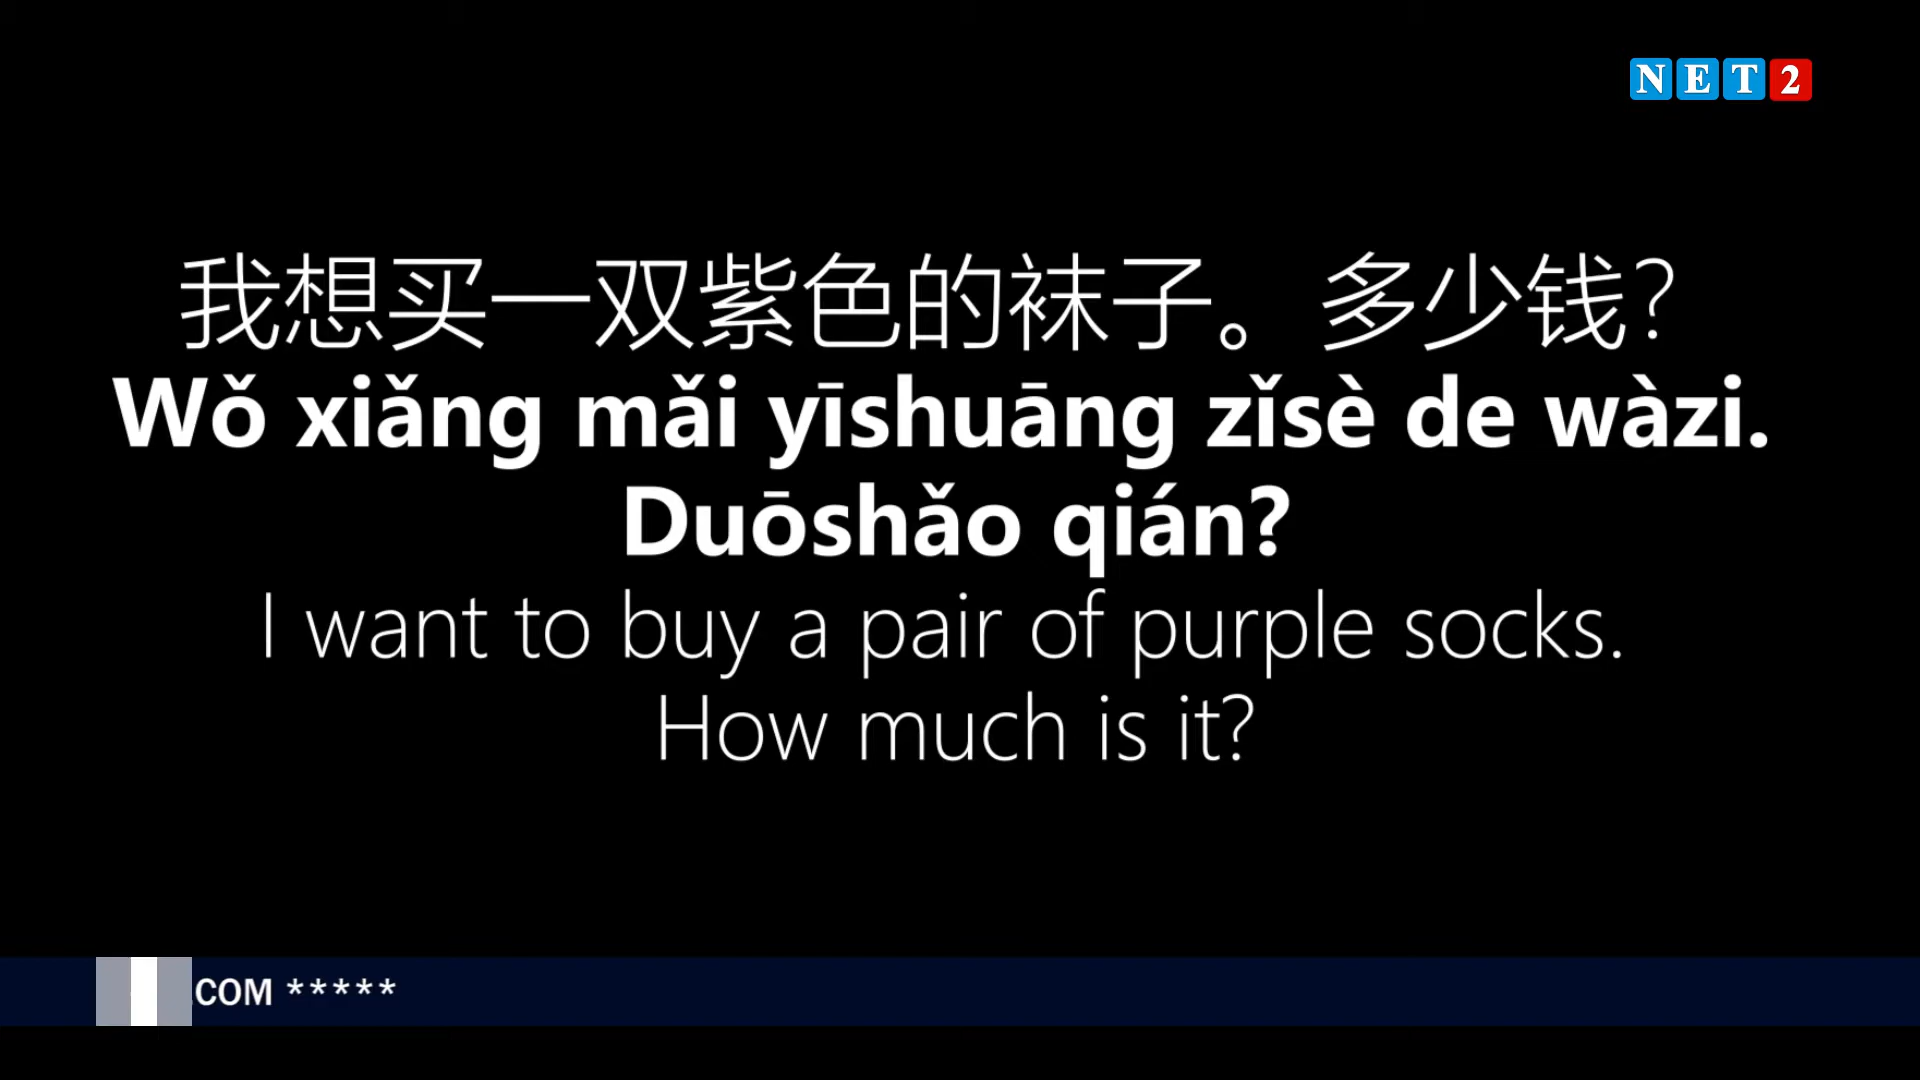 NET2
我想买一双紫色的袜子。多少钱?
Wǒ xiǎng mǎi yīshuāng zǐsè de wàzi.
Duōshǎo qián?
I want to buy a pair of purple socks.
How much is it?
.COM *****